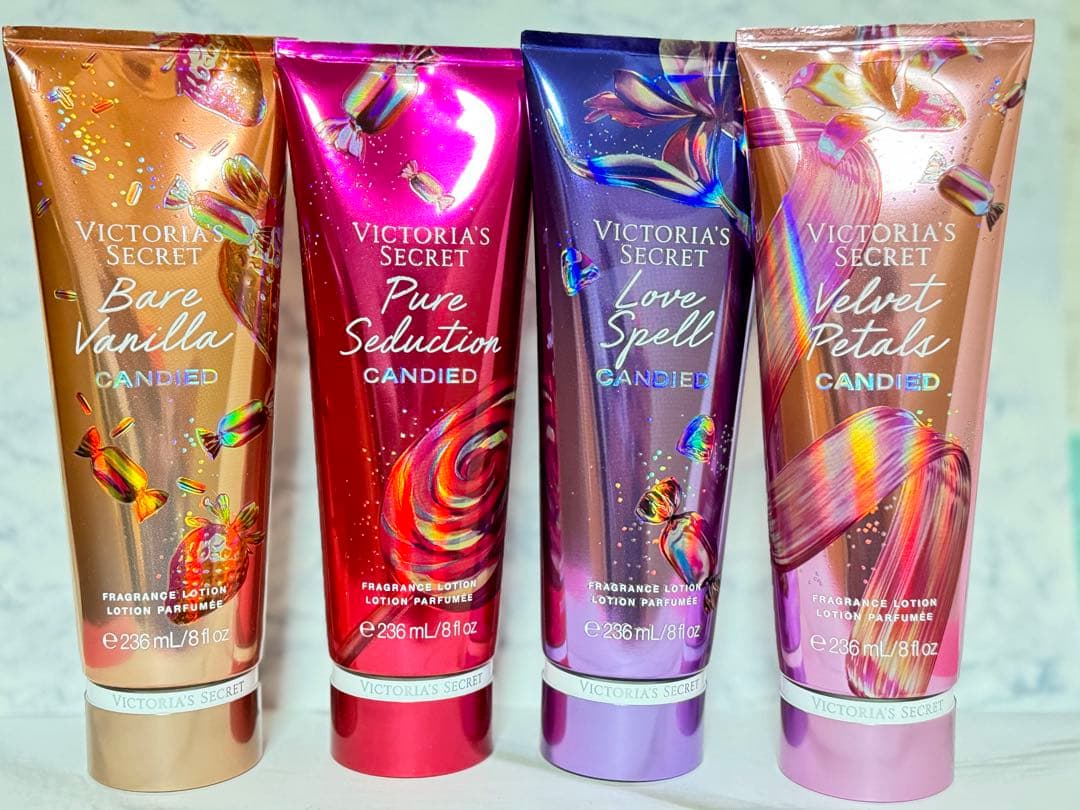 VICTORIA'S
SECRET
Bare
Vanilla
CANDIED
FRAGRANCE LOTION
LOTION PARFUMÉE
℮ 236 mL/8 fl oz
VICTORIA'S SECRET
VICTORIA'S
SECRET
Pure
Seduction
CANDIED
FRAGRANCE LOTION
LOTION PARFUMÉE
℮ 236 mL/8 fl oz
VICTORIA'S SECRET
VICTORIA'S
SECRET
Love
Spell
CANDIED
FRAGRANCE LOTION
LOTION PARFUMÉE
℮ 236 mL/8 fl oz
VICTORIA'S SECRET
VICTORIA'S
SECRET
Velvet
Petals
CANDIED
FRAGRANCE LOTION
LOTION PARFUMÉE
℮ 236 mL/8 fl oz
VICTORIA'S SECRET